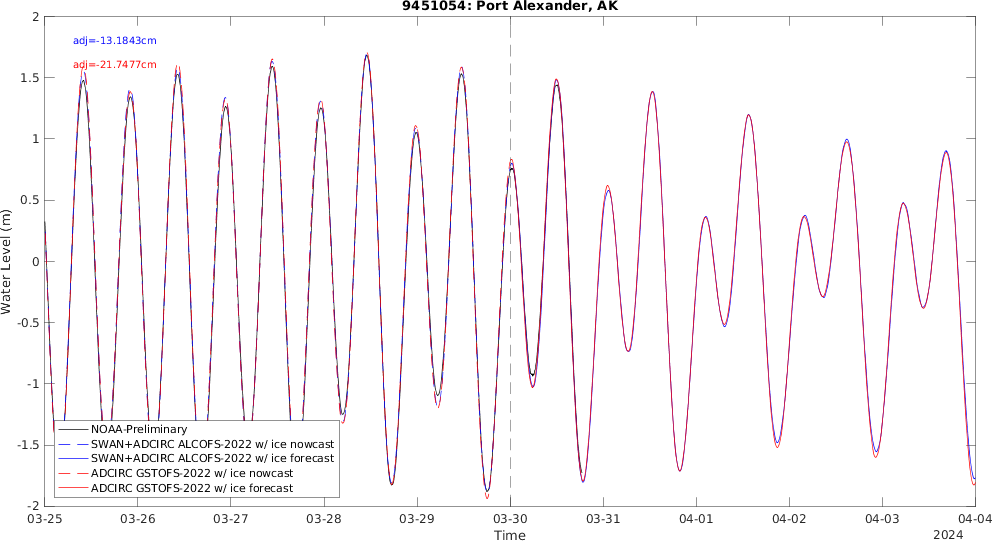 9451054: Port Alexander, AK
adj=-13.1843cm
adj=-21.7477cm
Water Level (m)
2
1.5
1
0.5
0
-0.5
-1
-1.5
-2
NOAA-Preliminary
SWAN+ADCIRC ALCOFS-2022 w/ ice nowcast
SWAN+ADCIRC ALCOFS-2022 w/ ice forecast
ADCIRC GSTOFS-2022 w/ ice nowcast
ADCIRC GSTOFS-2022 w/ ice forecast
03-25 03-26 03-27 03-28 03-29 03-30 03-31 04-01 04-02 04-03 04-04
Time
2024